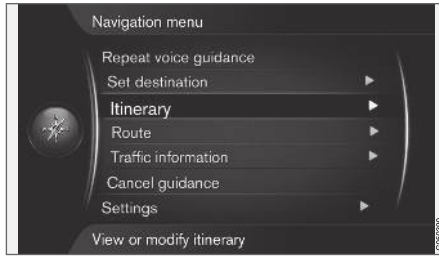 Navigation menu
Repeat voice guidance
Set destination
Itinerary
Route
Traffic information
Cancel guidance
Settings
View or modify itinerary